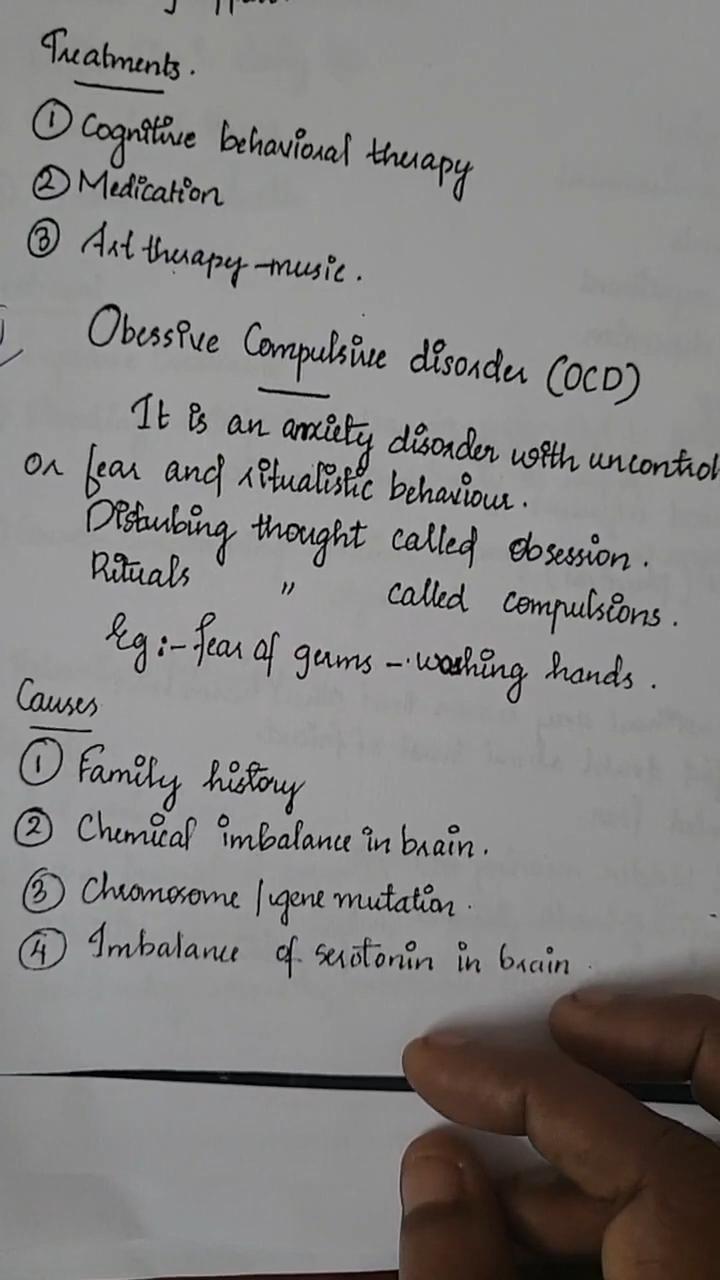 Treatments.
① Cognitive behavioral therapy
② Medication
③ Art therapy - music.
Obessive Compulsive disorder (OCD)
It is an anxiety disorder with uncontrol
or fear and ritualistic behaviour.
Disturbing thought called obsession.
Rituals " called compulsions.
Eg :- fear of germs - washing hands.
Causes
① Family history
② Chemical imbalance in brain.
③ Chromosome / gene mutation.
④ Imbalance of serotonin in brain.